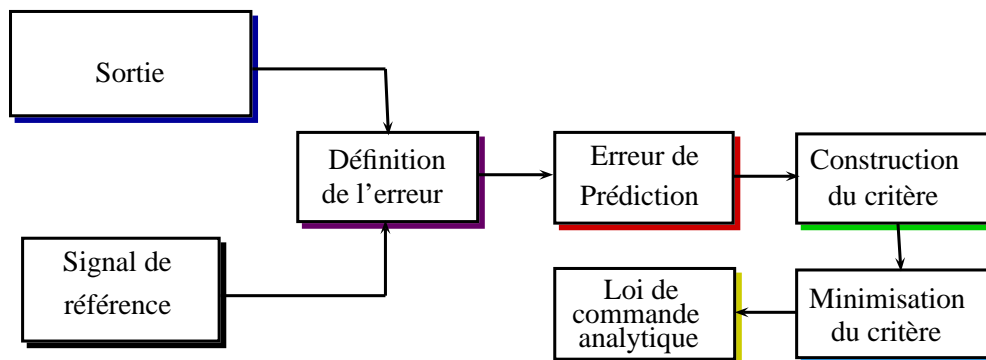 Sortie
Définition
de l’erreur
Erreur de
Prédiction
Construction
du critère
Signal de
référence
Loi de
commande
analytique
Minimisation
du critère